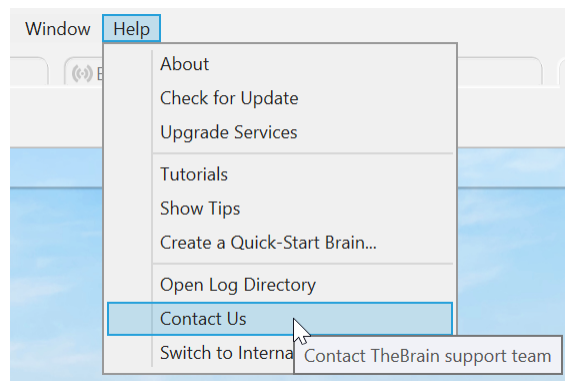 Window Help
About
Check for Update
Upgrade Services
Tutorials
Show Tips
Create a Quick-Start Brain...
Open Log Directory
Contact Us
Switch to Interna
Contact TheBrain support team